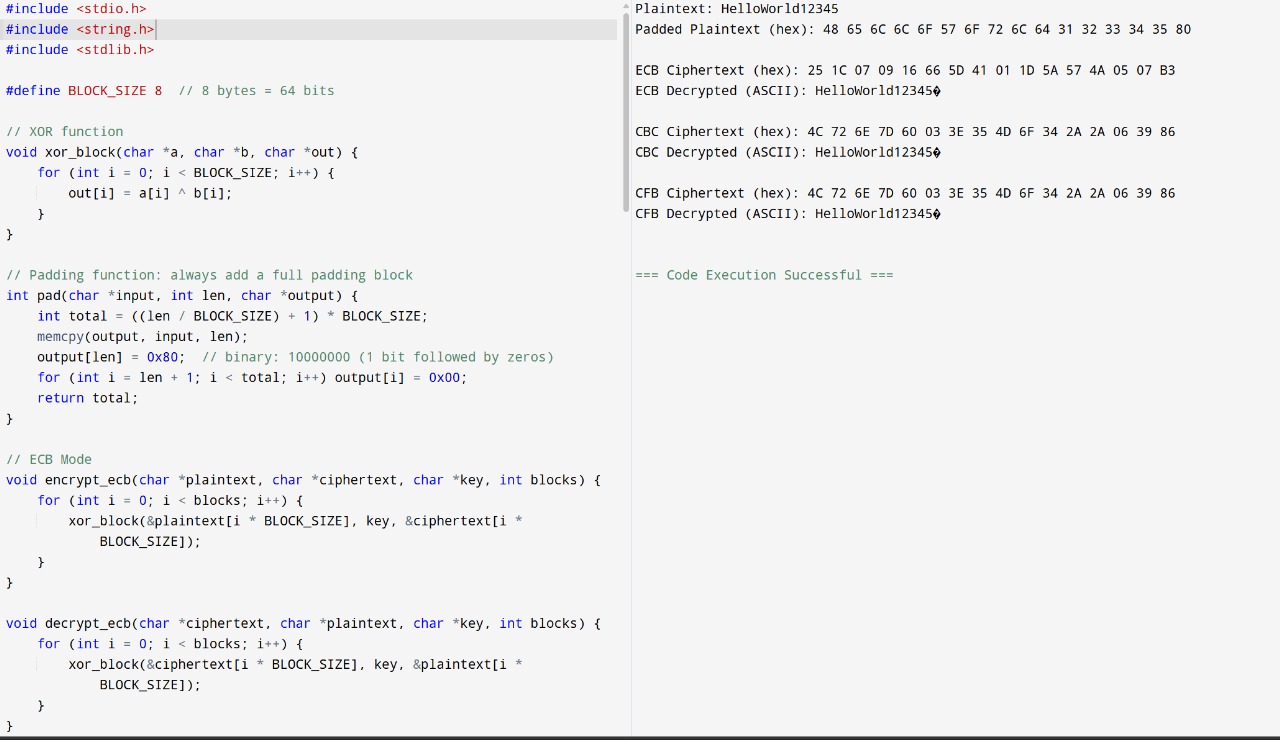 #include <stdio.h>
#include <string.h>
#include <stdlib.h>

#define BLOCK_SIZE 8  // 8 bytes = 64 bits

// XOR function
void xor_block(char *a, char *b, char *out) {
    for (int i = 0; i < BLOCK_SIZE; i++) {
        out[i] = a[i] ^ b[i];
    }
}

// Padding function: always add a full padding block
int pad(char *input, int len, char *output) {
    int total = ((len / BLOCK_SIZE) + 1) * BLOCK_SIZE;
    memcpy(output, input, len);
    output[len] = 0x80;  // binary: 10000000 (1 bit followed by zeros)
    for (int i = len + 1; i < total; i++) output[i] = 0x00;
    return total;
}

// ECB Mode
void encrypt_ecb(char *plaintext, char *ciphertext, char *key, int blocks) {
    for (int i = 0; i < blocks; i++) {
        xor_block(&plaintext[i * BLOCK_SIZE], key, &ciphertext[i *
            BLOCK_SIZE]);
    }
}

void decrypt_ecb(char *ciphertext, char *plaintext, char *key, int blocks) {
    for (int i = 0; i < blocks; i++) {
        xor_block(&ciphertext[i * BLOCK_SIZE], key, &plaintext[i *
            BLOCK_SIZE]);
    }
}
Plaintext: HelloWorld12345
Padded Plaintext (hex): 48 65 6C 6C 6F 57 6F 72 6C 64 31 32 33 34 35 80

ECB Ciphertext (hex): 25 1C 07 09 16 66 5D 41 01 1D 5A 57 4A 05 07 B3
ECB Decrypted (ASCII): HelloWorld12345�

CBC Ciphertext (hex): 4C 72 6E 7D 60 03 3E 35 4D 6F 34 2A 2A 06 39 86
CBC Decrypted (ASCII): HelloWorld12345�

CFB Ciphertext (hex): 4C 72 6E 7D 60 03 3E 35 4D 6F 34 2A 2A 06 39 86
CFB Decrypted (ASCII): HelloWorld12345�

=== Code Execution Successful ===